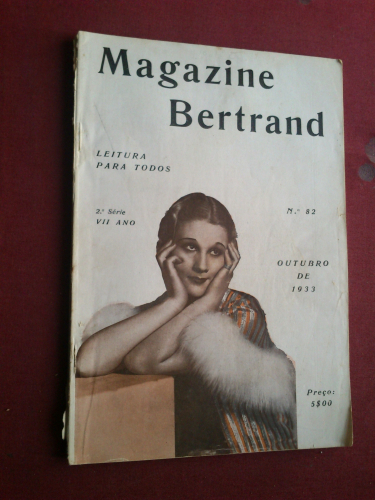 Magazine
Bertrand
LEITURA
PARA TODOS
2.ª Série
VII ANO
N.º 82
OUTUBRO
DE
1933
Preço:
5$00